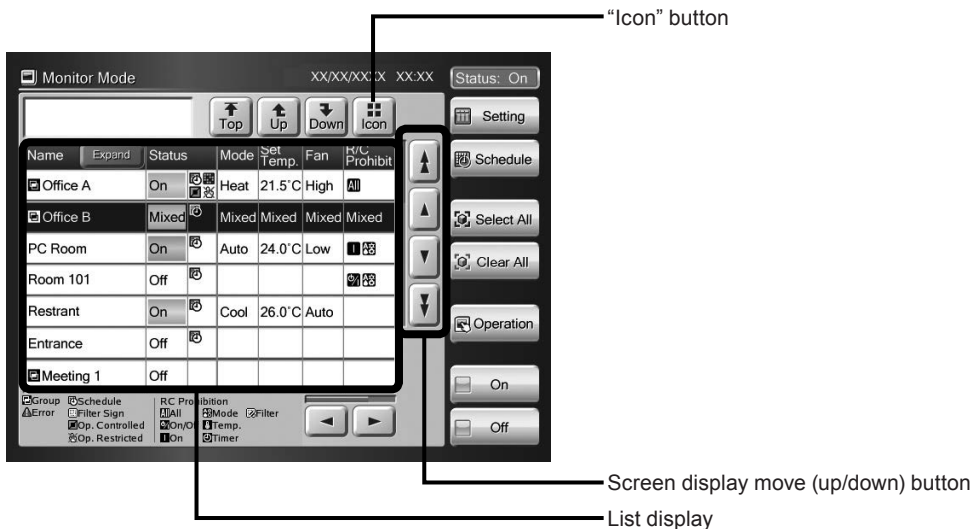 “Icon” button
Monitor Mode XX/XX/XXXX XX:XX Status: On
Top Up Down Icon Setting
Name Expand Status Mode Set Temp. Fan R/C Prohibit
Schedule
Office A On Heat 21.5°C High All
Office B Mixed Mixed Mixed Mixed Mixed
Select All
PC Room On Auto 24.0°C Low
Clear All
Room 101 Off
Restrant On Cool 26.0°C Auto
Operation
Entrance Off
Meeting 1 Off
On
Group Schedule RC Prohibition
Error Filter Sign All Mode Filter
Op. Controlled On/Of Temp.
Op. Restricted On Timer
Off
Screen display move (up/down) button
List display